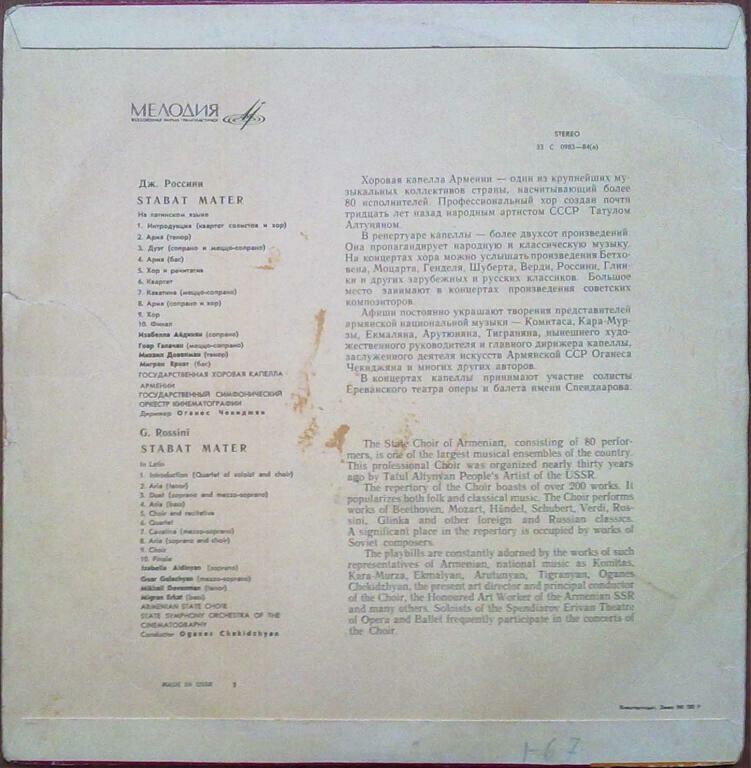 МЕЛОДИЯ
STEREO
33 С 0983—84(а)
Дж. Россини
STABAT MATER
На латинском языке
1. Интродукция (квартет солистов и хор)
2. Ария (тенор)
3. Дуэт (сопрано и меццо-сопрано)
4. Ария (бас)
5. Хор и речитатив
6. Квартет
7. Каватина (меццо-сопрано)
8. Ария (сопрано и хор)
9. Хор
10. Финал
Изабелла Айдинян (сопрано)
Гоар Галачян (меццо-сопрано)
Михаил Довенман (тенор)
Мигран Еркат (бас)
ГОСУДАРСТВЕННАЯ ХОРОВАЯ КАПЕЛЛА
АРМЕНИИ
ГОСУДАРСТВЕННЫЙ СИМФОНИЧЕСКИЙ
ОРКЕСТР КИНЕМАТОГРАФИИ
Дирижер Оганес Чекиджян
G. Rossini
STABAT MATER
In Latin
1. Introduction (Quartet of soloist and choir)
2. Aria (tenor)
3. Duet (soprano and mezzo-soprano)
4. Aria (bass)
5. Choir and recitative
6. Quartet
7. Cavatina (mezzo-soprano)
8. Aria (soprano and choir)
9. Choir
10. Finale
Izabella Aidinyan (soprano)
Goar Galachyan (mezzo-soprano)
Mikhail Dovenman (tenor)
Migran Erkat (bass)
ARMENIAN STATE CHOIR
STATE SYMPHONY ORCHESTRA OF THE
CINEMATOGRAPHY
Conductor Oganes Chekidzhyan
Хоровая капелла Армении — один из крупнейших му-
зыкальных коллективов страны, насчитывающий более
80 исполнителей. Профессиональный хор создан почти
тридцать лет назад народным артистом СССР Татулом
Алтуняном.
В репертуаре капеллы — более двухсот произведений
Она пропагандирует народную и классическую музыку.
На концертах хора можно услышать произведения Бетхо-
вена, Моцарта, Генделя, Шуберта, Верди, Россини, Глин-
ки и других зарубежных и русских классиков. Большое
место занимают в концертах произведения советских
композиторов.
Афиши постоянно украшают творения представителей
армянской национальной музыки — Комитаса, Кара-Мур-
зы, Екмаляна, Арутюняна, Тиграняна, нынешнего худо-
жественного руководителя и главного дирижера капеллы,
заслуженного деятеля искусств Армянской ССР Оганеса
Чекиджяна и многих других авторов.
В концертах капеллы принимают участие солисты
Ереванского театра оперы и балета имени Спендиарова.
The State Choir of Armenian, consisting of 80 perfor-
mers, is one of the largest musical ensembles of the country.
This professional Choir was organized nearly thirty years
ago by Tatul Altynyan People's Artist of the USSR.
The repertory of the Choir boasts of over 200 works. It
popularizes both folk and classical music. The Choir performs
works of Beethoven, Mozart, Händel, Schubert, Verdi, Ros-
sini, Glinka and other foreign and Russian classics.
A significant place in the repertory is occupied by works of
Soviet composers.
The playbills are constantly adorned by the works of such
representatives of Armenian, national music as Komitas,
Kara-Murza, Ekmalyan, Arutunyan, Tigranyan, Oganes
Chekidzhyan, the present art director and principal conductor
of the Choir, the Honoured Art Worker of the Armenian SSR
and many others. Soloists of the Spendiarov Erivan Theatre
of Opera and Ballet frequently participate in the concerts of
the Choir.
MADE IN USSR